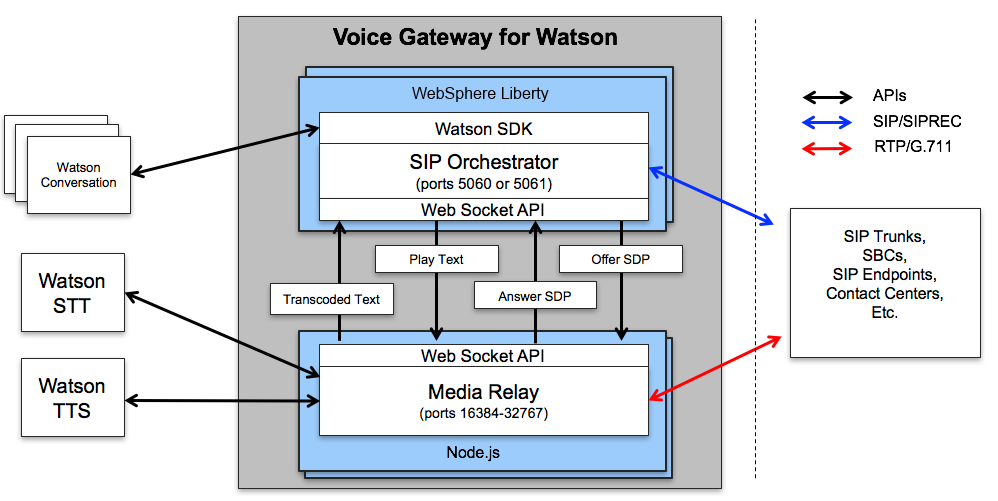 Voice Gateway for Watson
WebSphere Liberty
Watson SDK
SIP Orchestrator
(ports 5060 or 5061)
Web Socket API
Watson
Conversation
Play Text
Offer SDP
Transcoded Text
Answer SDP
Watson
STT
Watson
TTS
Web Socket API
Media Relay
(ports 16384-32767)
Node.js
APIs
SIP/SIPREC
RTP/G.711
SIP Trunks,
SBCs,
SIP Endpoints,
Contact Centers,
Etc.